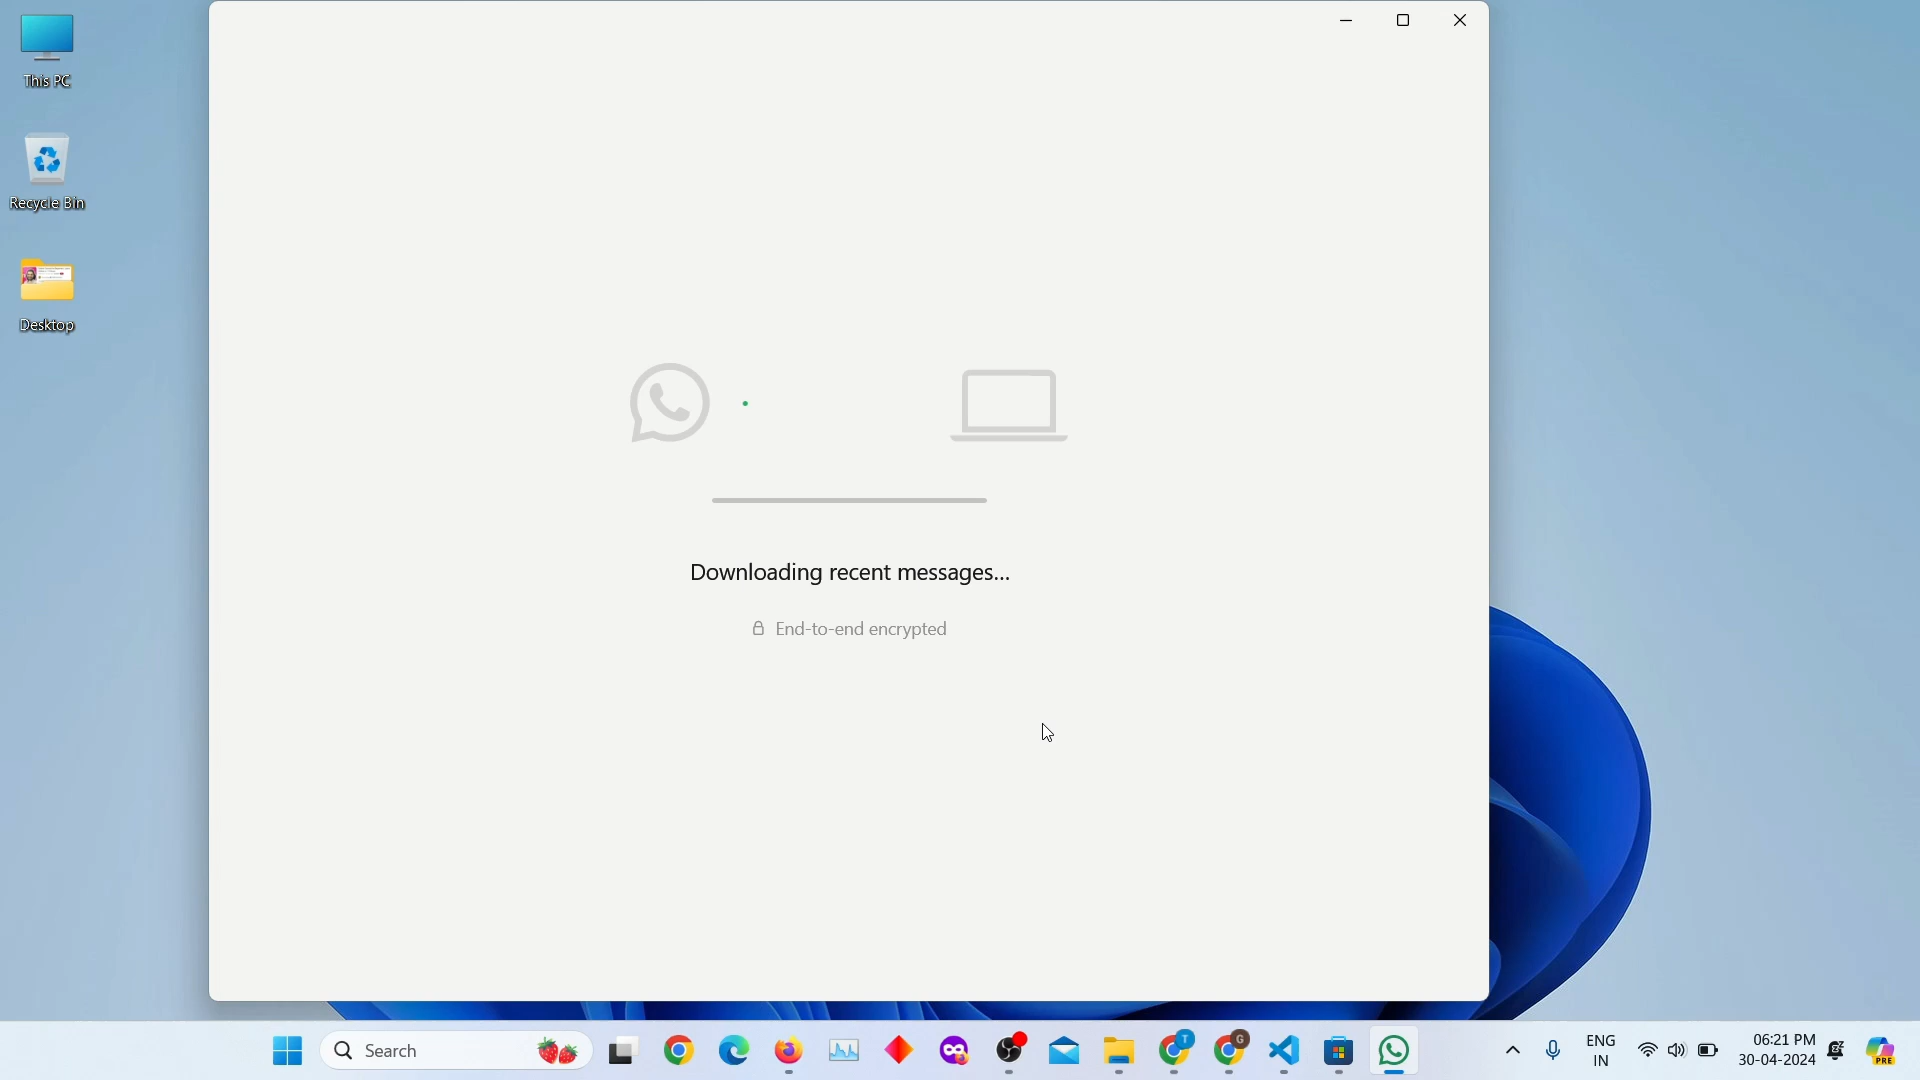 This PC
Recycle Bin
Desktop
Downloading recent messages...
End-to-end encrypted
Search
T
G
ENG
IN
06:21 PM
30-04-2024
PRE